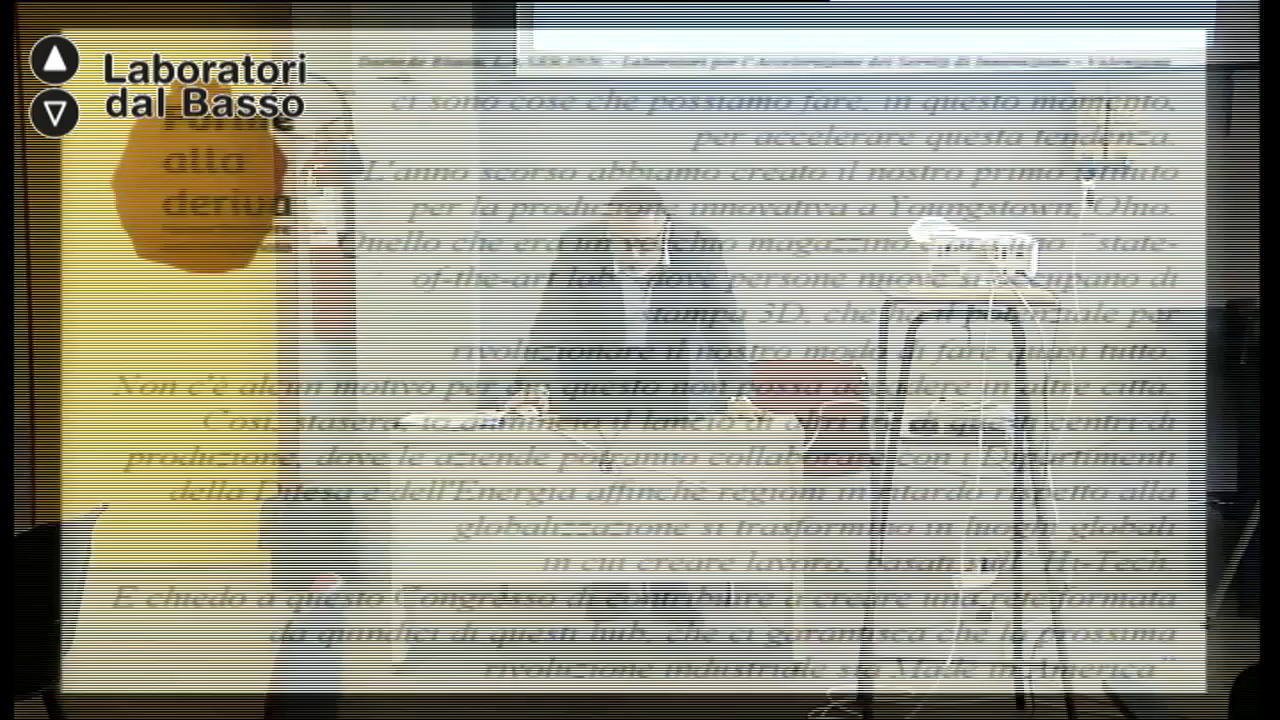 Laboratori
dal Basso
Forme
alla
deriva
ci sono cose che possiamo fare, in questo momento,
per accelerare questa tendenza.
L'anno scorso abbiamo creato il nostro primo istituto
per la produzione innovativa a Youngstown, Ohio.
Quello che era un vecchio magazzino è ora uno "state-
of-the-art lab" dove persone nuove si occupano di
stampa 3D, che ha il potenziale per
rivoluzionare il nostro modo di fare quasi tutto.
Non c'è alcun motivo per cui questo non possa accadere in altre città.
Così, stasera, io annuncio il lancio di altri tre di questi centri di
produzione, dove le aziende potranno collaborare con i Dipartimenti
della Difesa e dell'Energia affinchè regioni in ritardo rispetto alla
globalizzazione si trasformino in luoghi globali
in cui creare lavoro, basati sull' Hi-Tech.
E chiedo a questo Congresso di contribuire a creare una rete formata
da quindici di questi hub, che ci garantisca che la prossima
rivoluzione industriale sia Made in America"